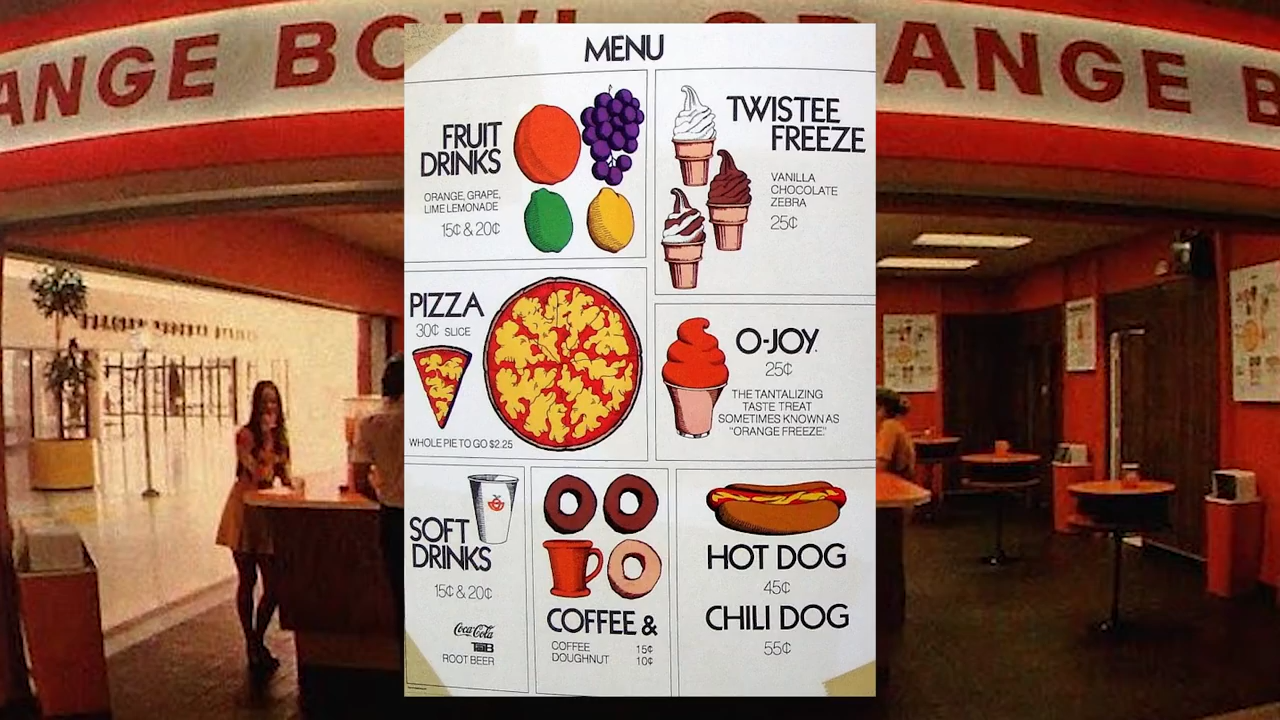 ANGE BOWL ORANGE B
MENU
FRUIT
DRINKS
ORANGE, GRAPE,
LIME LEMONADE
15¢ & 20¢
TWISTEE
FREEZE
VANILLA
CHOCOLATE
ZEBRA
25¢
PIZZA
30¢ SLICE
WHOLE PIE TO GO $2.25
O-JOY.
25¢
THE TANTALIZING
TASTE TREAT
SOMETIMES KNOWN AS
"ORANGE FREEZE."
SOFT
DRINKS
15¢ & 20¢
Coca-Cola
TaB
ROOT BEER
COFFEE &
COFFEE 15¢
DOUGHNUT 10¢
HOT DOG
45¢
CHILI DOG
55¢